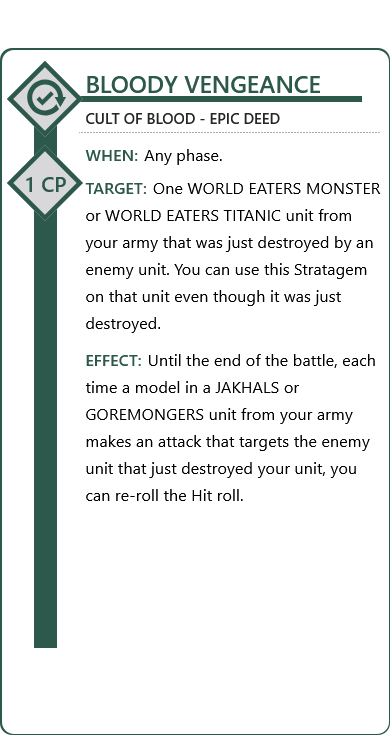 BLOODY VENGEANCE
CULT OF BLOOD - EPIC DEED
WHEN: Any phase.
1 CP
TARGET: One WORLD EATERS MONSTER
or WORLD EATERS TITANIC unit from
your army that was just destroyed by an
enemy unit. You can use this Stratagem
on that unit even though it was just
destroyed.
EFFECT: Until the end of the battle, each
time a model in a JAKHALS or
GOREMONGERS unit from your army
makes an attack that targets the enemy
unit that just destroyed your unit, you
can re-roll the Hit roll.